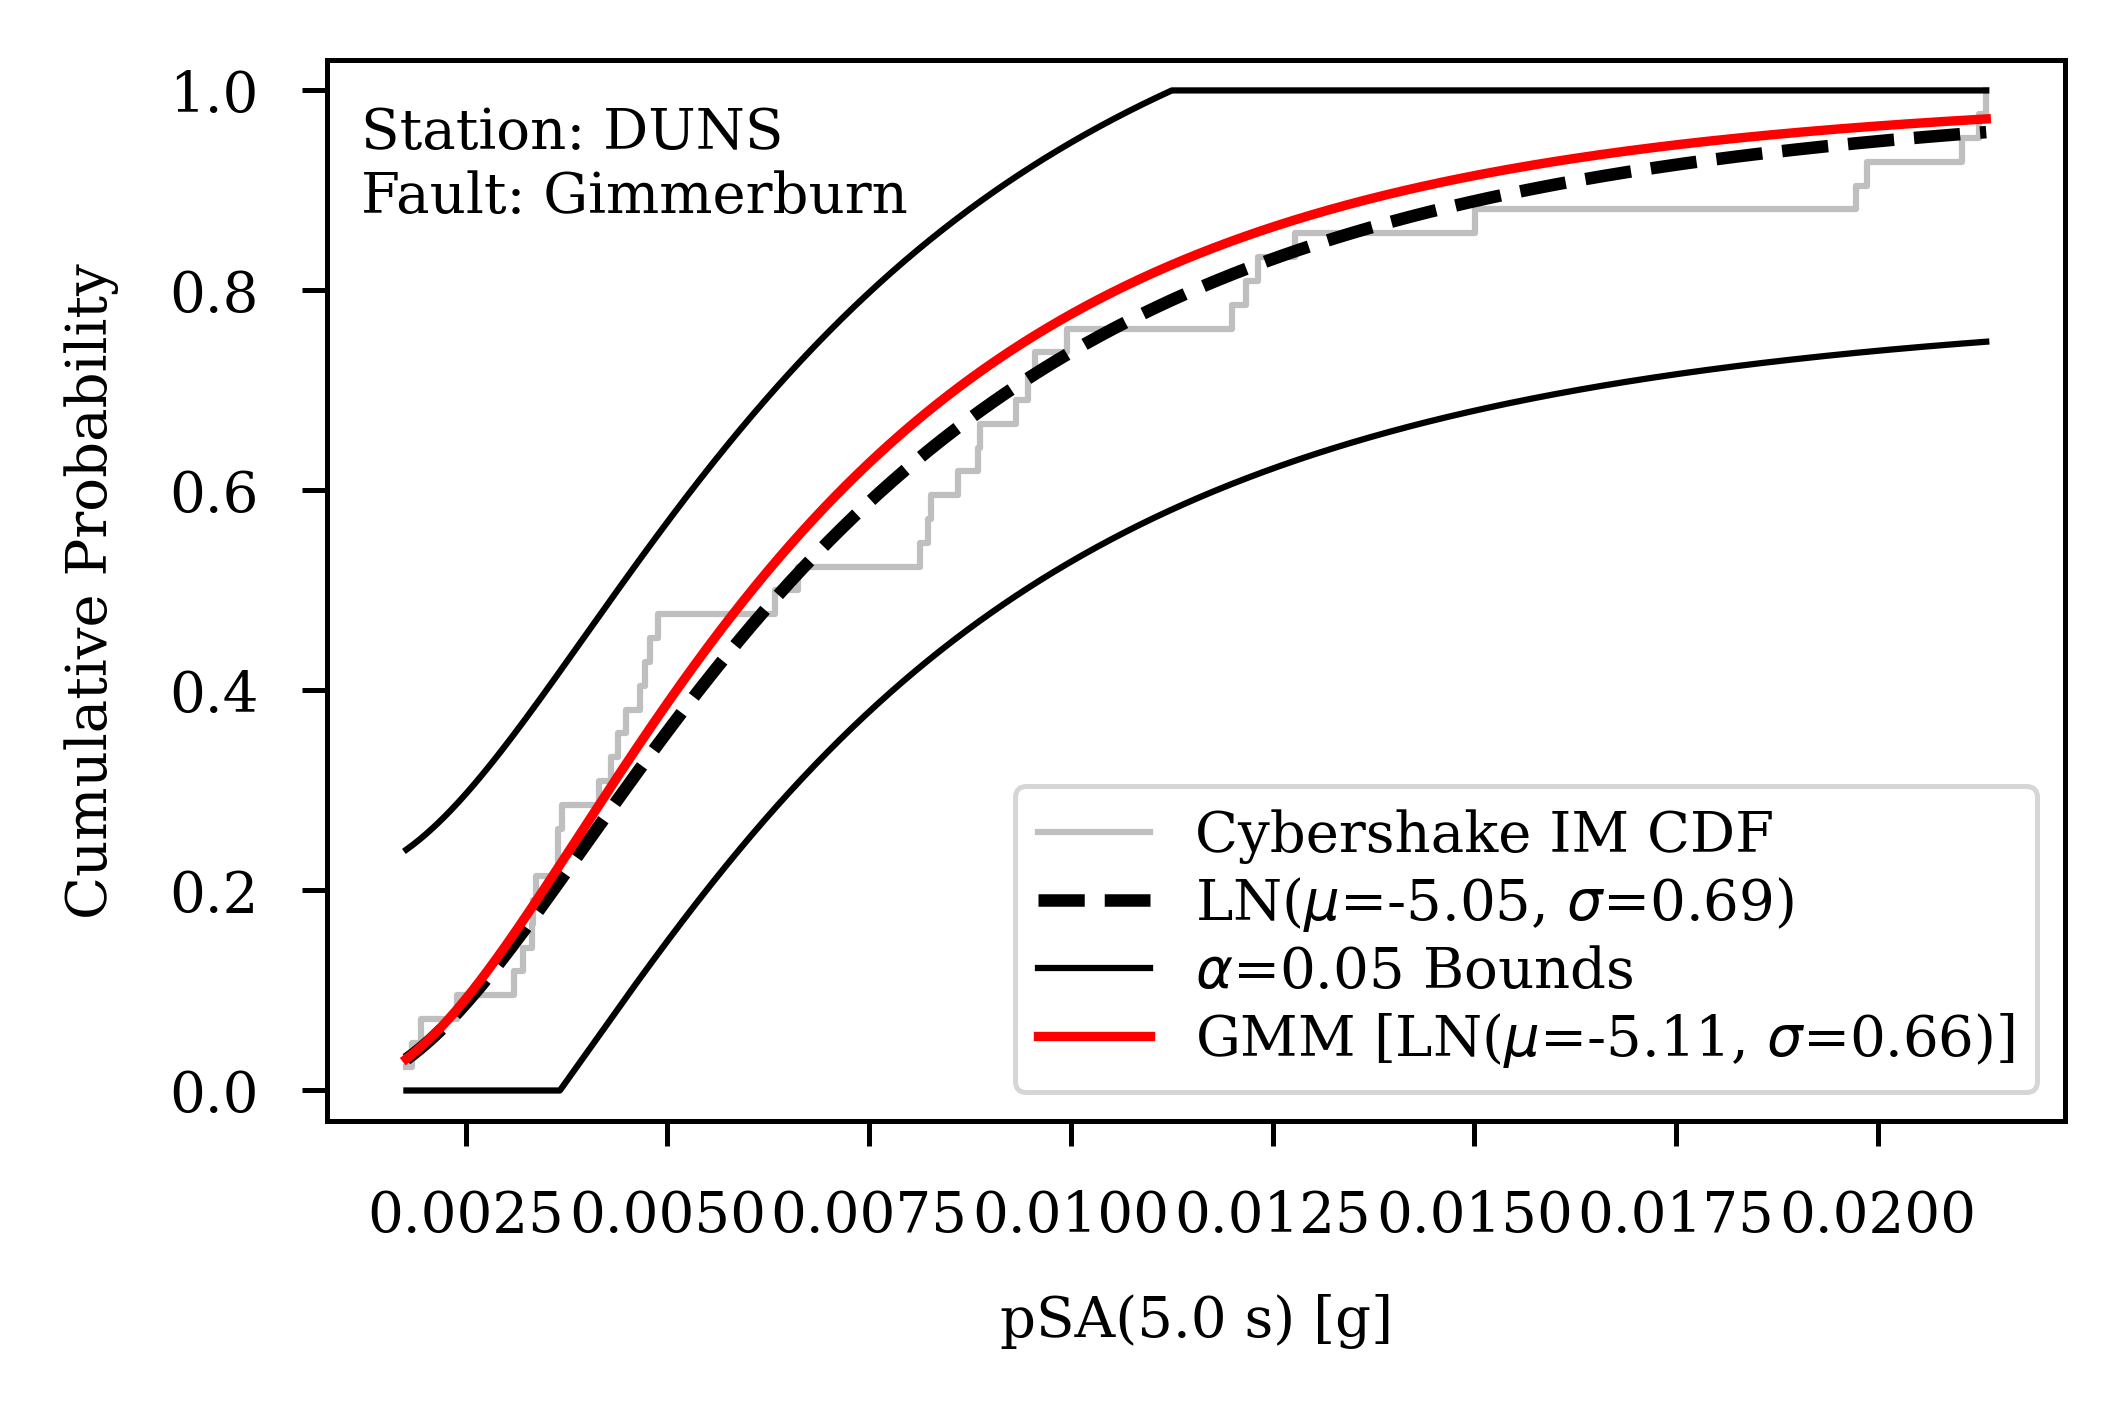 Station: DUNS
Fault: Gimmerburn
Cumulative Probability
1.0
0.8
0.6
0.4
0.2
0.0
Cybershake IM CDF
LN(μ=-5.05, σ=0.69)
α=0.05 Bounds
GMM [LN(μ=-5.11, σ=0.66)]
0.0025 0.0050 0.0075 0.0100 0.0125 0.0150 0.0175 0.0200
pSA(5.0 s) [g]